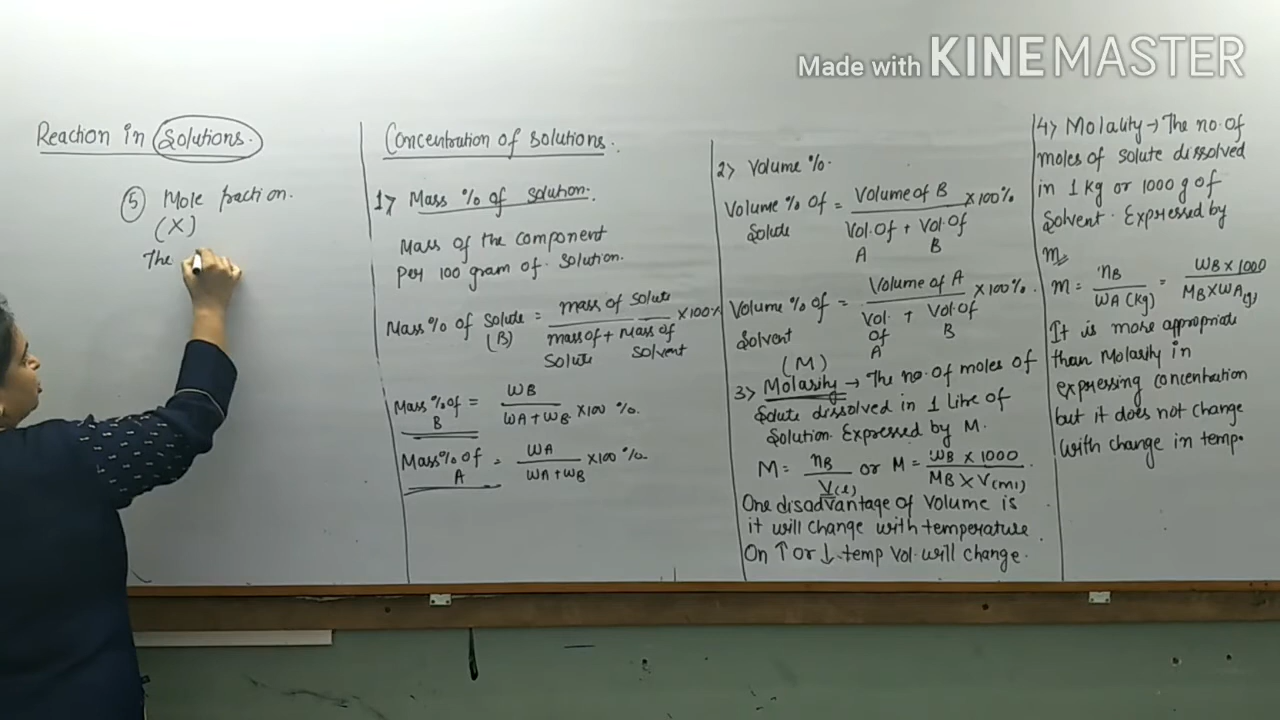 Made with KINEMASTER
Reaction in Solutions.
⑤ Mole fraction.
(X)
The
Concentration of solutions.
1> Mass % of solution.
Mass of the component
Per 100 gram of solution.
Mass % of Solute (B) = mass of solute / mass of solute + Mass of solvent × 100%
Mass % of B = WB / WA + WB × 100 %.
Mass % of A = WA / WA + WB × 100 %.
2> Volume %.
Volume % of Solute = Volume of B / Vol. Of A + Vol. Of B × 100%
Volume % of Solvent = Volume of A / Vol. Of A + Vol. Of B × 100%.
(M)
3> Molarity → The no. of moles of
Solute dissolved in 1 Litre of
Solution. Expressed by M.
M = nB / V(l) or M = WB × 1000 / MB × V(ml)
One disadvantage of Volume is
it will change with temperature.
On ↑ or ↓ temp Vol. will change.
4> Molality → The no. of
moles of solute dissolved
in 1 kg or 1000 g of
Solvent. Expressed by
m
m = nB / WA (kg) = WB × 1000 / MB × WA(g)
It is more appropriate
than Molarity in
expressing concentration
but it does not change
with change in temp.